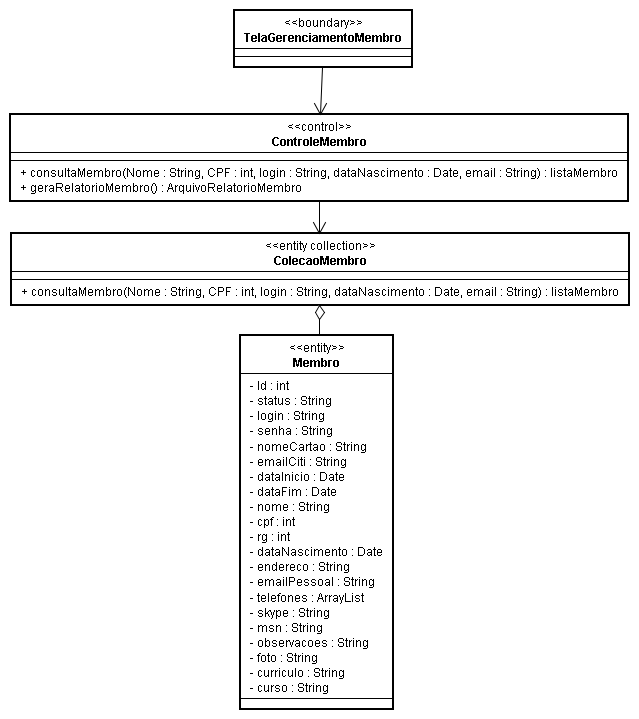 <<boundary>>
TelaGerenciamentoMembro
<<control>>
ControleMembro
+ consultaMembro(Nome : String, CPF : int, login : String, dataNascimento : Date, email : String) : listaMembro
+ geraRelatorioMembro() : ArquivoRelatorioMembro
<<entity collection>>
ColecaoMembro
+ consultaMembro(Nome : String, CPF : int, login : String, dataNascimento : Date, email : String) : listaMembro
<<entity>>
Membro
- Id : int
- status : String
- login : String
- senha : String
- nomeCartao : String
- emailCiti : String
- dataInicio : Date
- dataFim : Date
- nome : String
- cpf : int
- rg : int
- dataNascimento : Date
- endereco : String
- emailPessoal : String
- telefones : ArrayList
- skype : String
- msn : String
- observacoes : String
- foto : String
- curriculo : String
- curso : String